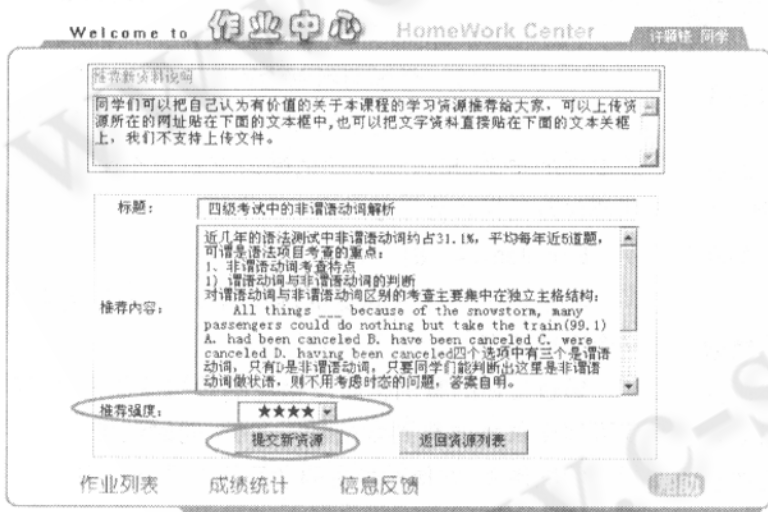 Welcome to 作业中心 HomeWork Center 同学
推荐新资料说明
同学们可以把自己认为有价值的关于本课程的学习资源推荐给大家，可以上传资
源所在的网址贴在下面的文本框中,也可以把文字资料直接贴在下面的文本关框
上，我们不支持上传文件。
标题： 四级考试中的非谓语动词解析
近几年的语法测试中非谓语动词约占31.1%，平均每年近5道题，
可谓是语法项目考查的重点：
1、非谓语动词考查特点
1) 谓语动词与非谓语动词的判断
对谓语动词与非谓语动词区别的考查主要集中在独立主格结构：
推荐内容：
All things ___ because of the snowstorm, many
passengers could do nothing but take the train(99.1)
A. had been canceled B. have been canceled C. were
canceled D. having been canceled四个选项中有三个是谓语
动词，只有D是非谓语动词，只要同学们能判断出这里是非谓语
动词做状语，则不用考虑时态的问题，答案自明。
推荐强度： ★★★★
提交新资源 返回资源列表
作业列表 成绩统计 信息反馈 帮助